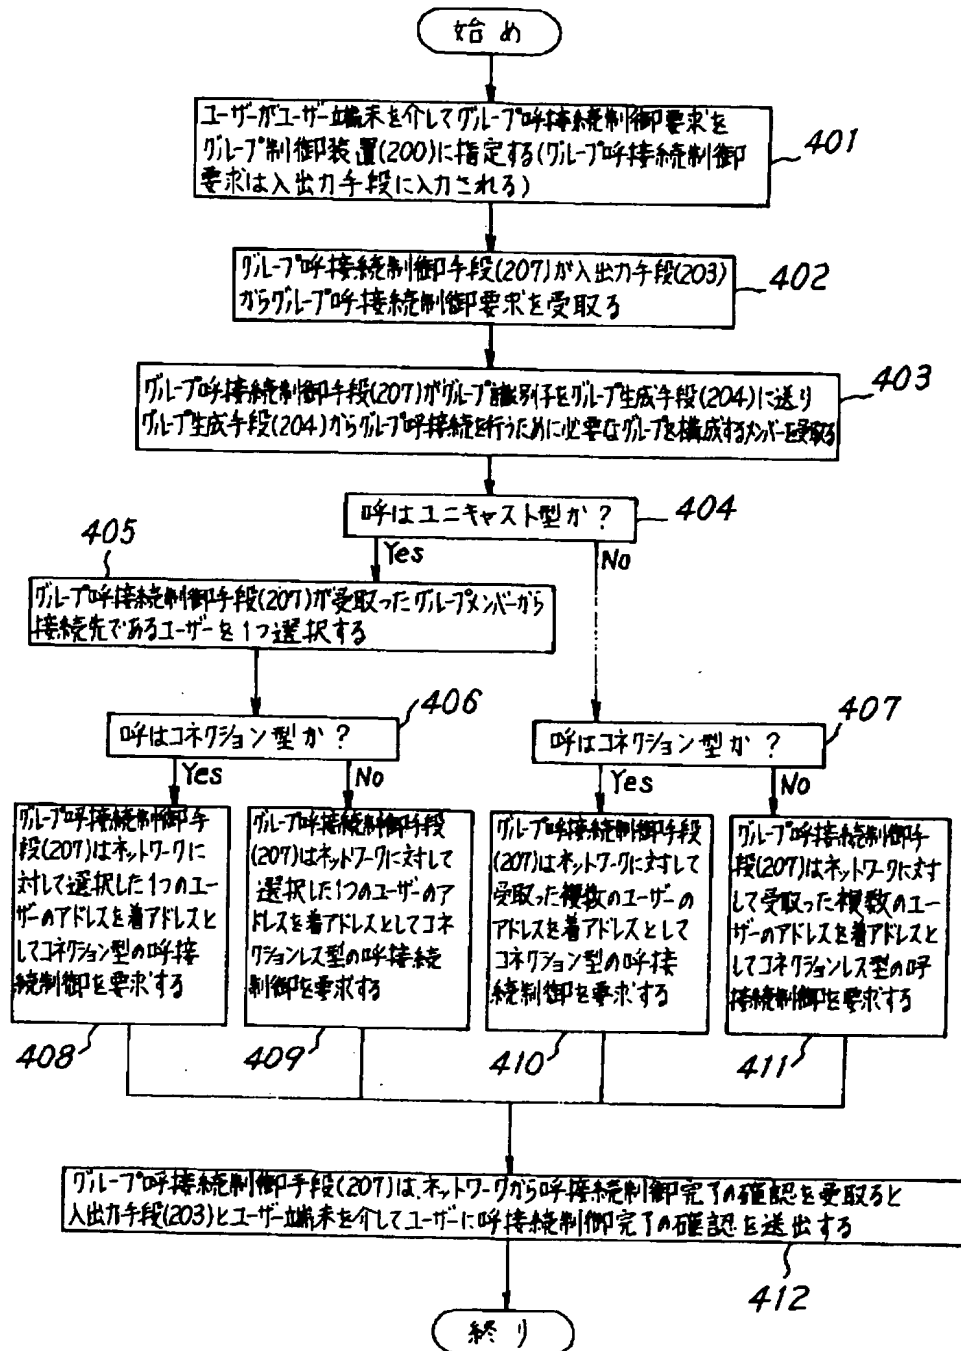 始め
ユーザーがユーザー端末を介してグループ呼接続制御要求を
グループ制御装置(200)に指定する(グループ呼接続制御
要求は入出力手段に入力される)
401
グループ呼接続制御手段(207)が入出力手段(203)
からグループ呼接続制御要求を受取る
402
グループ呼接続制御手段(207)がグループ識別子をグループ生成手段(204)に送り
グループ生成手段(204)からグループ呼接続を行うために必要なグループを構成するメンバーを受取る
403
呼はユニキャスト型か?
404
Yes
No
405
グループ呼接続制御手段(207)が受取ったグループメンバーから
接続先であるユーザーを1つ選択する
呼はコネクション型か?
406
Yes
No
呼はコネクション型か?
407
Yes
No
グループ呼接続制御手
段(207)はネットワークに
対して選択した1つのユー
ザーのアドレスを着アドレスと
してコネクション型の呼接
続制御を要求する
408
グループ呼接続制御手段
(207)はネットワークに対して
選択した1つのユーザーのア
ドレスを着アドレスとしてコネ
クションレス型の呼接続
制御を要求する
409
グループ呼接続制御手段
(207)はネットワークに対して
受取った複数のユーザーの
アドレスを着アドレスとして
コネクション型の呼接
続制御を要求する
410
グループ呼接続制御手
段(207)はネットワークに対
して受取った複数のユー
ザーのアドレスを着アドレスと
してコネクションレス型の呼
接続制御を要求する
411
グループ呼接続制御手段(207)は、ネットワークから呼接続制御完了の確認を受取ると
入出力手段(203)とユーザー端末を介してユーザーに呼接続制御完了の確認を送出する
412
終り